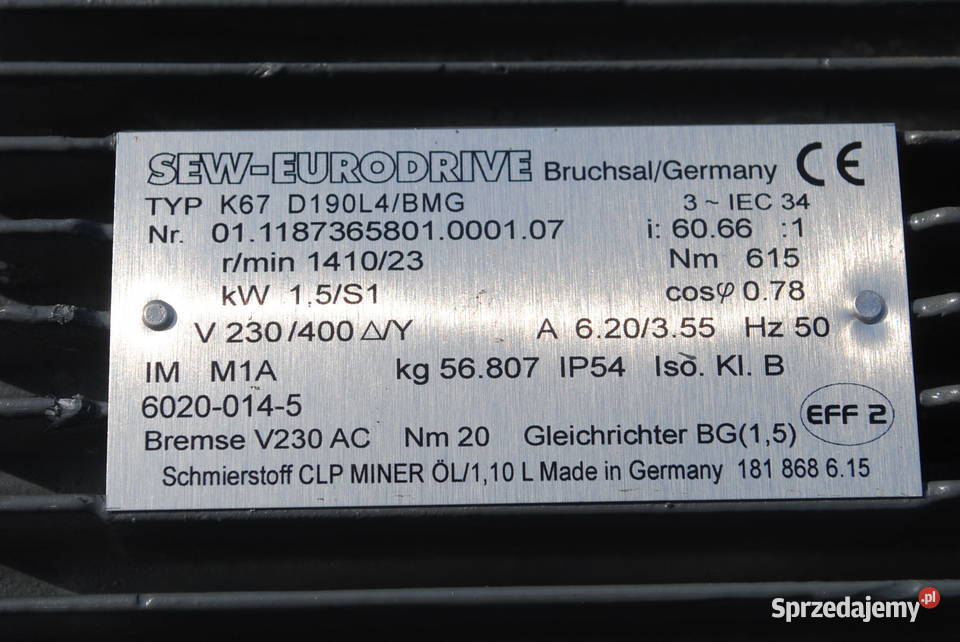 SEW-EURODRIVE Bruchsal/Germany CE
TYP K67 D190L4/BMG 3 ~ IEC 34
Nr. 01.1187365801.0001.07 i: 60.66 :1
r/min 1410/23 Nm 615
kW 1,5/S1 cosφ 0.78
V 230/400 Δ/Y A 6.20/3.55 Hz 50
IM M1A kg 56.807 IP54 Iso. Kl. B
6020-014-5 EFF 2
Bremse V230 AC Nm 20 Gleichrichter BG(1,5)
Schmierstoff CLP MINER ÖL/1,10 L Made in Germany 181 868 6.15
Sprzedajemy.pl